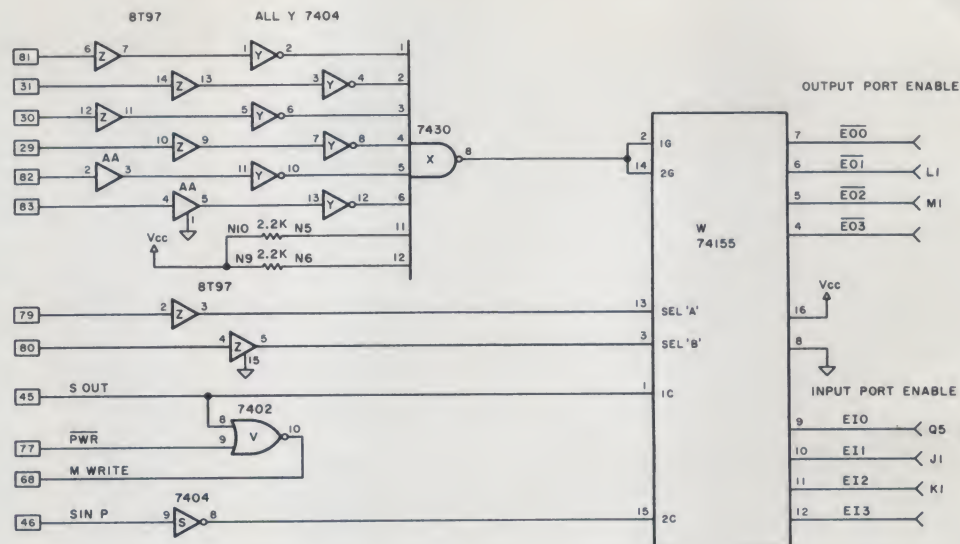 8T97 ALL Y 7404
81 6 Z 7 1 Y 2 1
31 14 Z 13 3 Y 4 2
30 12 Z 11 5 Y 6 3
29 10 Z 9 7 Y 8 4
82 2 AA 3 11 Y 10 5
83 4 AA 5 13 Y 12 6
1
7430
X 8
Vcc N10 2.2K N5 11
N9 2.2K N6 12
8T97
79 2 Z 3 13 SEL 'A'
80 4 Z 5 3 SEL 'B'
15
45 S OUT 1 1C
7402
8 V 10
77 PWR 9
68 M WRITE
7404
46 SIN P 9 S 8 15 2C
2 1G
14 2G
W
74155
OUTPUT PORT ENABLE
7 EO0
6 EO1 L1
5 EO2 M1
4 EO3
Vcc
16
8
INPUT PORT ENABLE
9 EI0 Q5
10 EI1 J1
11 EI2 K1
12 EI3